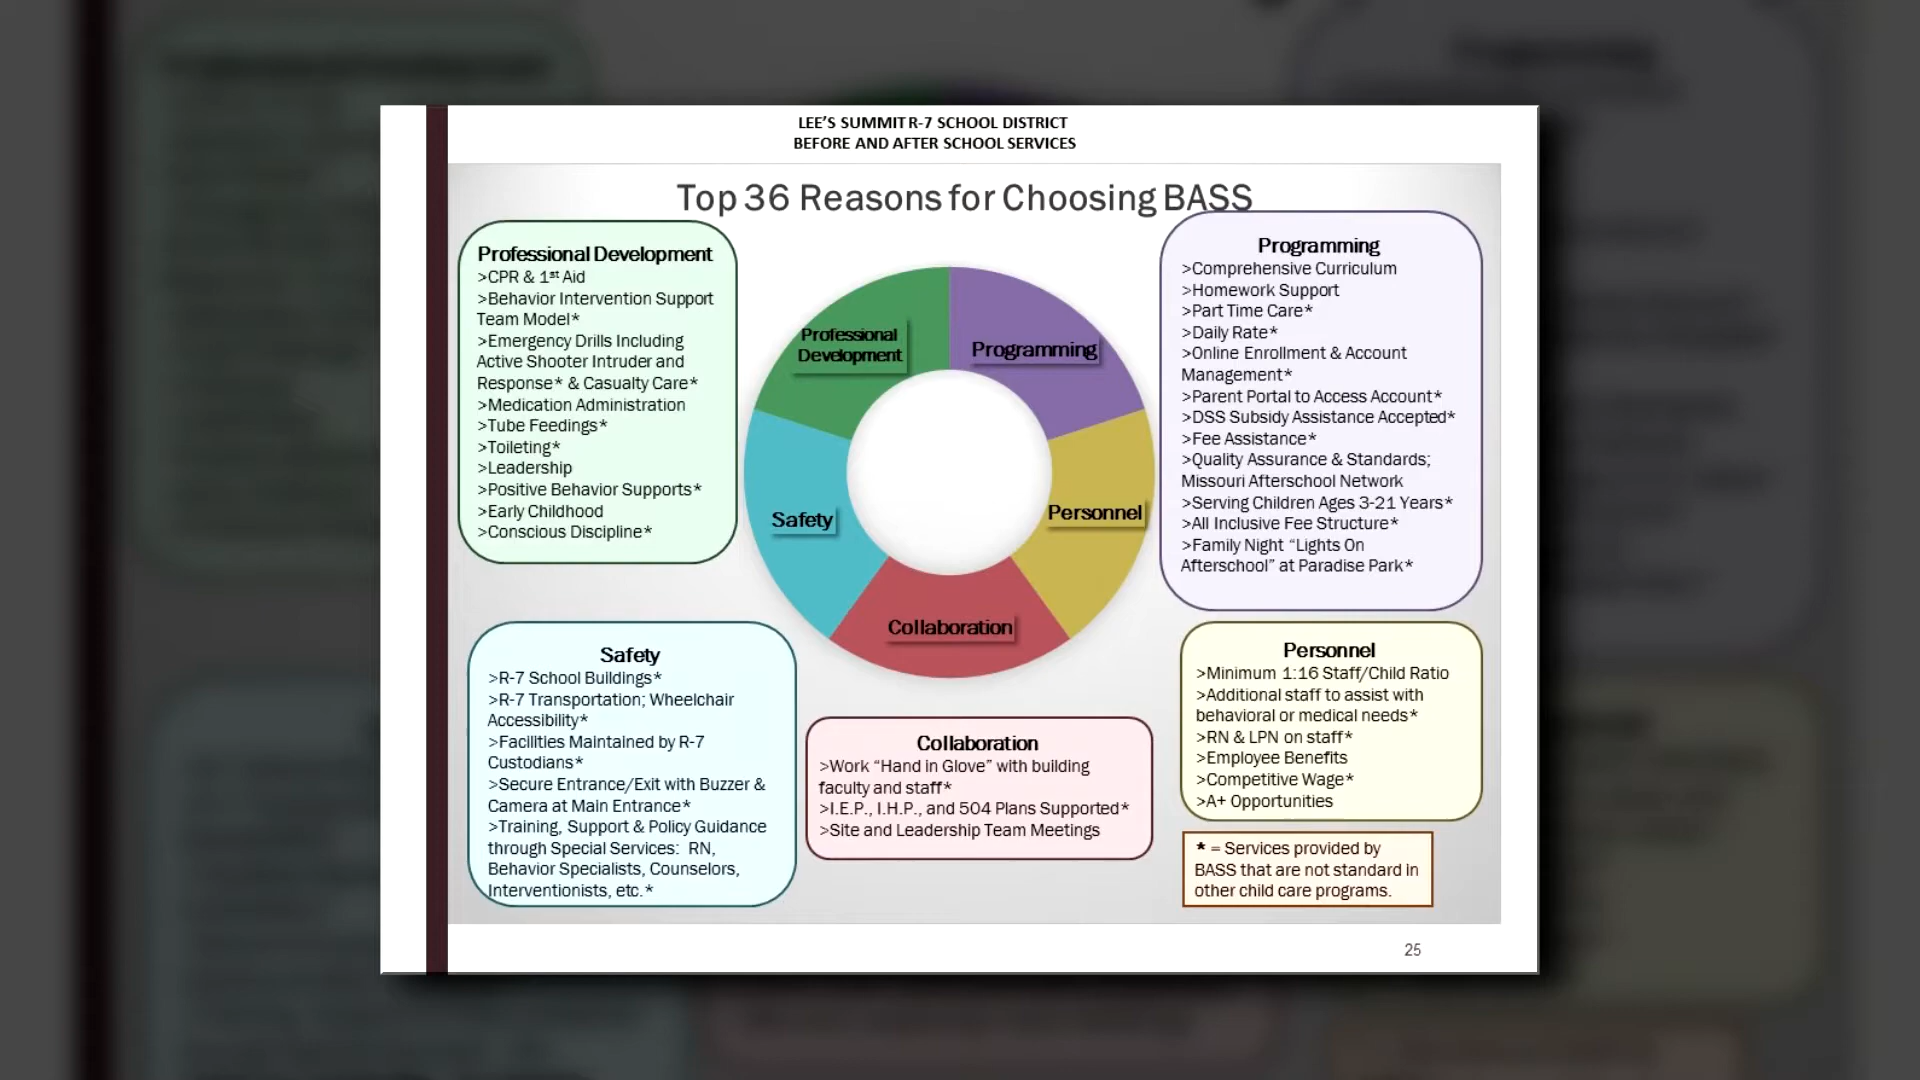 LEE'S SUMMIT R-7 SCHOOL DISTRICT
BEFORE AND AFTER SCHOOL SERVICES
Top 36 Reasons for Choosing BASS
Professional Development
>CPR & 1st Aid
>Behavior Intervention Support
Team Model*
>Emergency Drills Including
Active Shooter Intruder and
Response* & Casualty Care*
>Medication Administration
>Tube Feedings*
>Toileting*
>Leadership
>Positive Behavior Supports*
>Early Childhood
>Conscious Discipline*
Professional
Development
Programming
Safety
Personnel
Collaboration
Programming
>Comprehensive Curriculum
>Homework Support
>Part Time Care*
>Daily Rate*
>Online Enrollment & Account
Management*
>Parent Portal to Access Account*
>DSS Subsidy Assistance Accepted*
>Fee Assistance*
>Quality Assurance & Standards;
Missouri Afterschool Network
>Serving Children Ages 3-21 Years*
>All Inclusive Fee Structure*
>Family Night “Lights On
Afterschool” at Paradise Park*
Safety
>R-7 School Buildings*
>R-7 Transportation; Wheelchair
Accessibility*
>Facilities Maintained by R-7
Custodians*
>Secure Entrance/Exit with Buzzer &
Camera at Main Entrance*
>Training, Support & Policy Guidance
through Special Services: RN,
Behavior Specialists, Counselors,
Interventionists, etc.*
Collaboration
>Work “Hand in Glove” with building
faculty and staff*
>I.E.P., I.H.P., and 504 Plans Supported*
>Site and Leadership Team Meetings
Personnel
>Minimum 1:16 Staff/Child Ratio
>Additional staff to assist with
behavioral or medical needs*
>RN & LPN on staff*
>Employee Benefits
>Competitive Wage*
>A+ Opportunities
* = Services provided by
BASS that are not standard in
other child care programs.
25